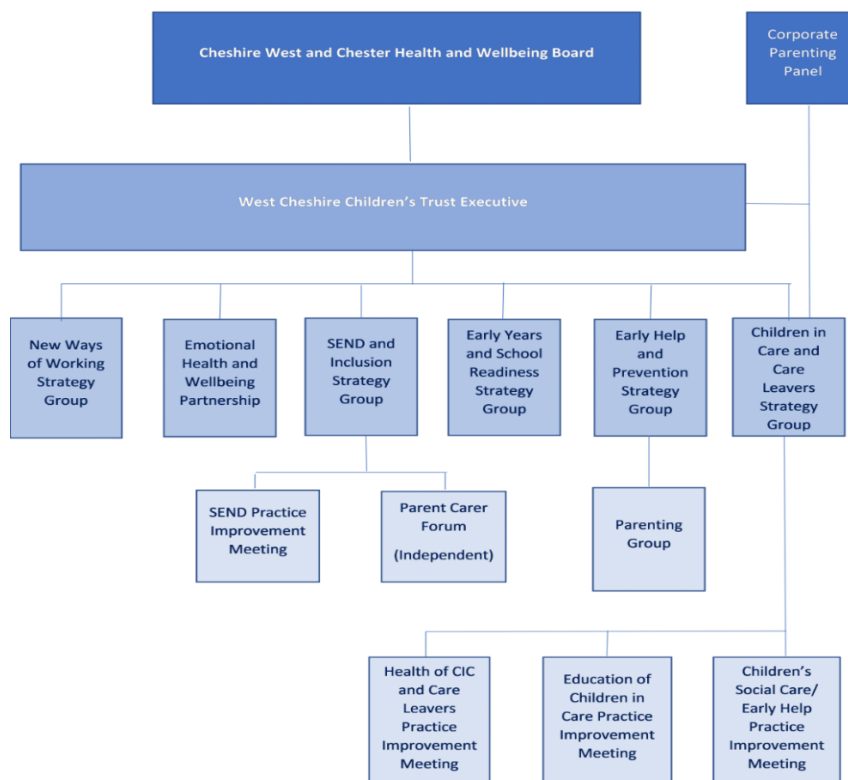 Cheshire West and Chester Health and Wellbeing Board
Corporate
Parenting
Panel
West Cheshire Children’s Trust Executive
New Ways
of Working
Strategy
Group
Emotional
Health and
Wellbeing
Partnership
SEND and
Inclusion
Strategy
Group
Early Years
and School
Readiness
Strategy
Group
Early Help
and
Prevention
Strategy
Group
Children in
Care and
Care
Leavers
Strategy
Group
SEND Practice
Improvement
Meeting
Parent Carer
Forum
(Independent)
Parenting
Group
Health of CIC
and Care
Leavers
Practice
Improvement
Meeting
Education of
Children in
Care Practice
Improvement
Meeting
Children’s
Social Care/
Early Help
Practice
Improvement
Meeting